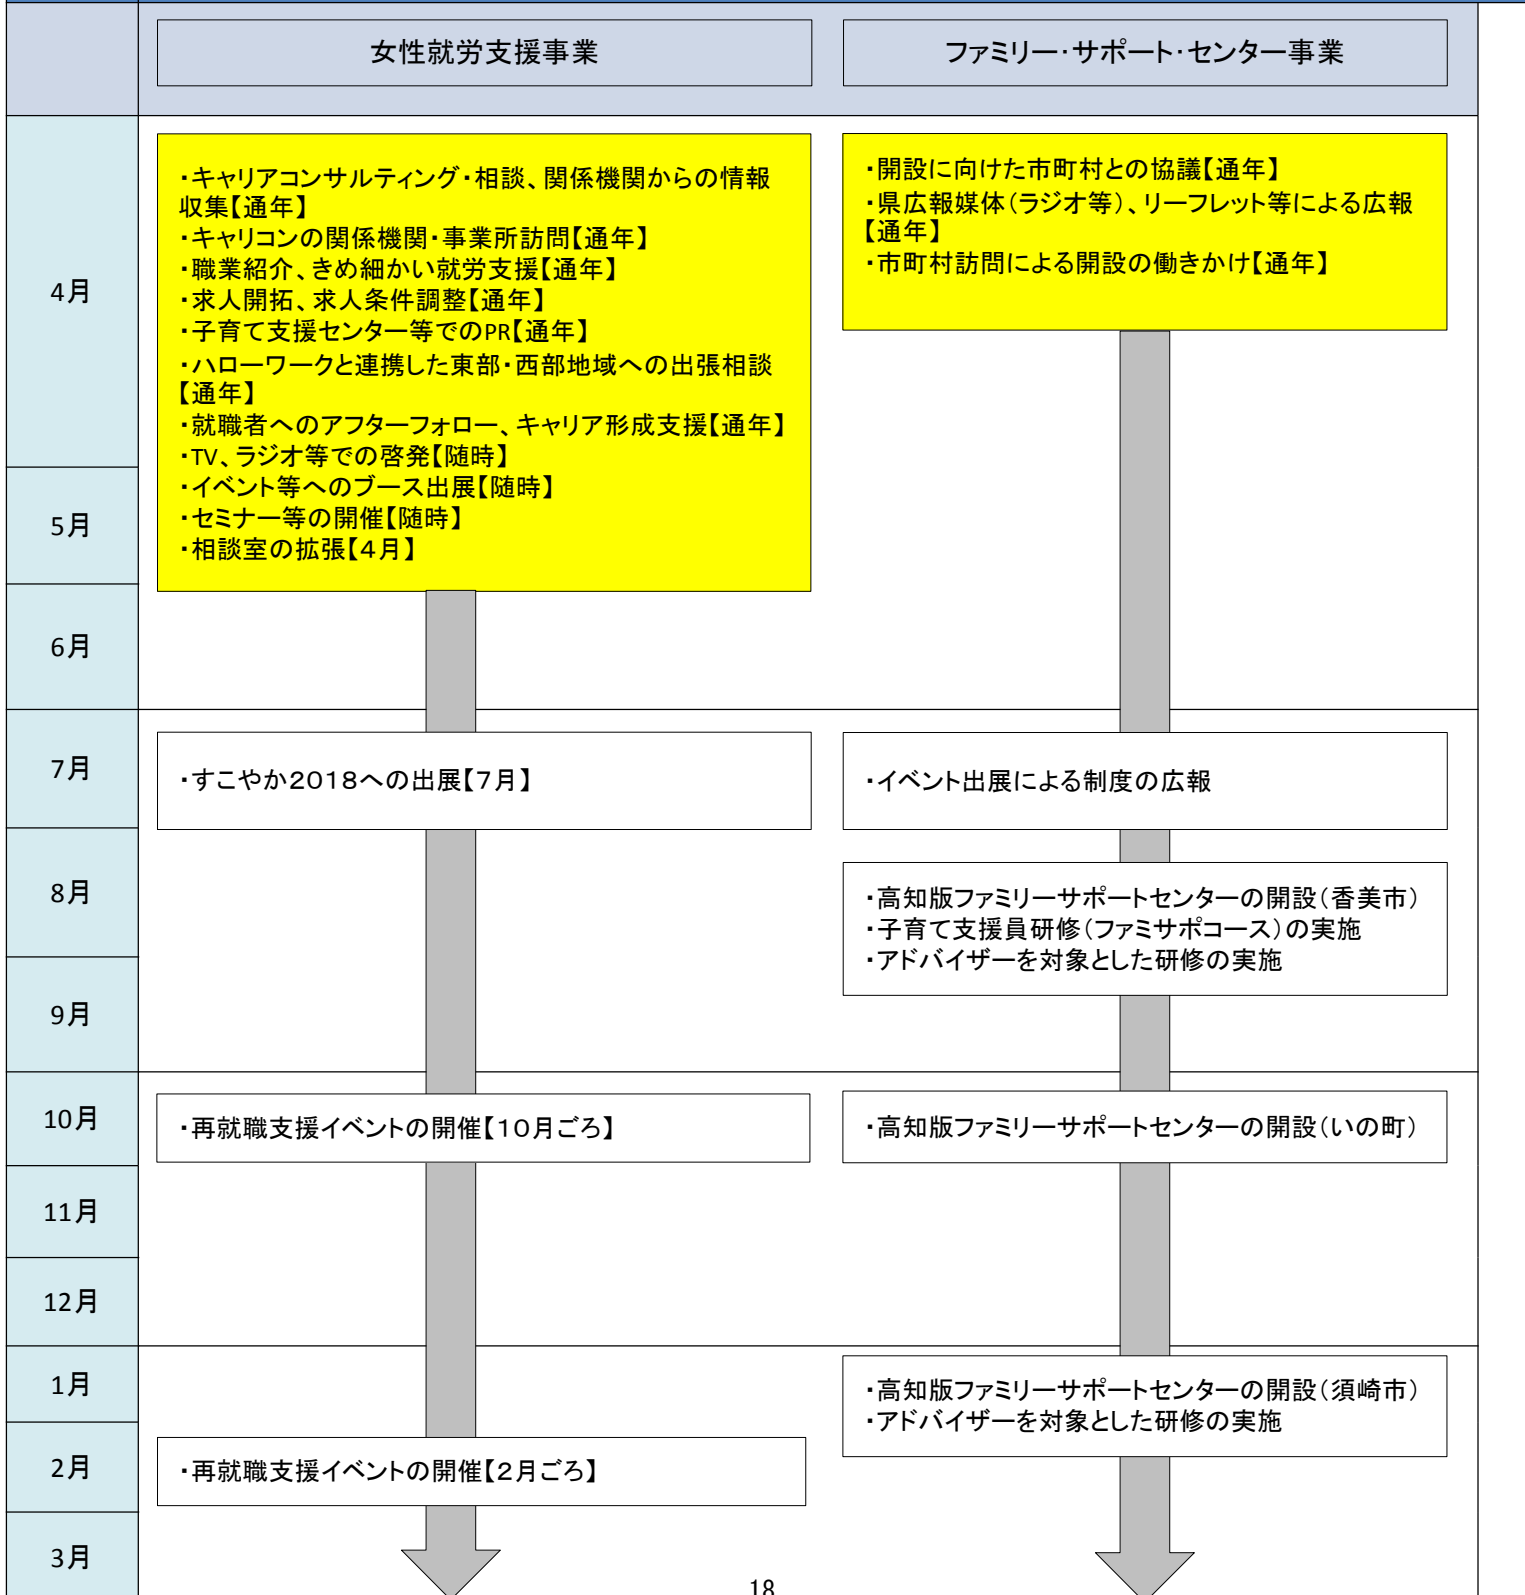 女性就労支援事業
ファミリー・サポート・センター事業
4月
・キャリアコンサルティング・相談、関係機関からの情報
収集【通年】
・キャリコンの関係機関・事業所訪問【通年】
・職業紹介、きめ細かい就労支援【通年】
・求人開拓、求人条件調整【通年】
・子育て支援センター等でのPR【通年】
・ハローワークと連携した東部・西部地域への出張相談
【通年】
・就職者へのアフターフォロー、キャリア形成支援【通年】
・TV、ラジオ等での啓発【随時】
・イベント等へのブース出展【随時】
・セミナー等の開催【随時】
・相談室の拡張【４月】
・開設に向けた市町村との協議【通年】
・県広報媒体（ラジオ等）、リーフレット等による広報
【通年】
・市町村訪問による開設の働きかけ【通年】
5月
6月
7月
・すこやか２０１８への出展【７月】
・イベント出展による制度の広報
8月
・高知版ファミリーサポートセンターの開設（香美市）
・子育て支援員研修（ファミサポコース）の実施
・アドバイザーを対象とした研修の実施
9月
10月
・再就職支援イベントの開催【１０月ごろ】
・高知版ファミリーサポートセンターの開設（いの町）
11月
12月
1月
・高知版ファミリーサポートセンターの開設（須崎市）
・アドバイザーを対象とした研修の実施
2月
・再就職支援イベントの開催【２月ごろ】
3月
18